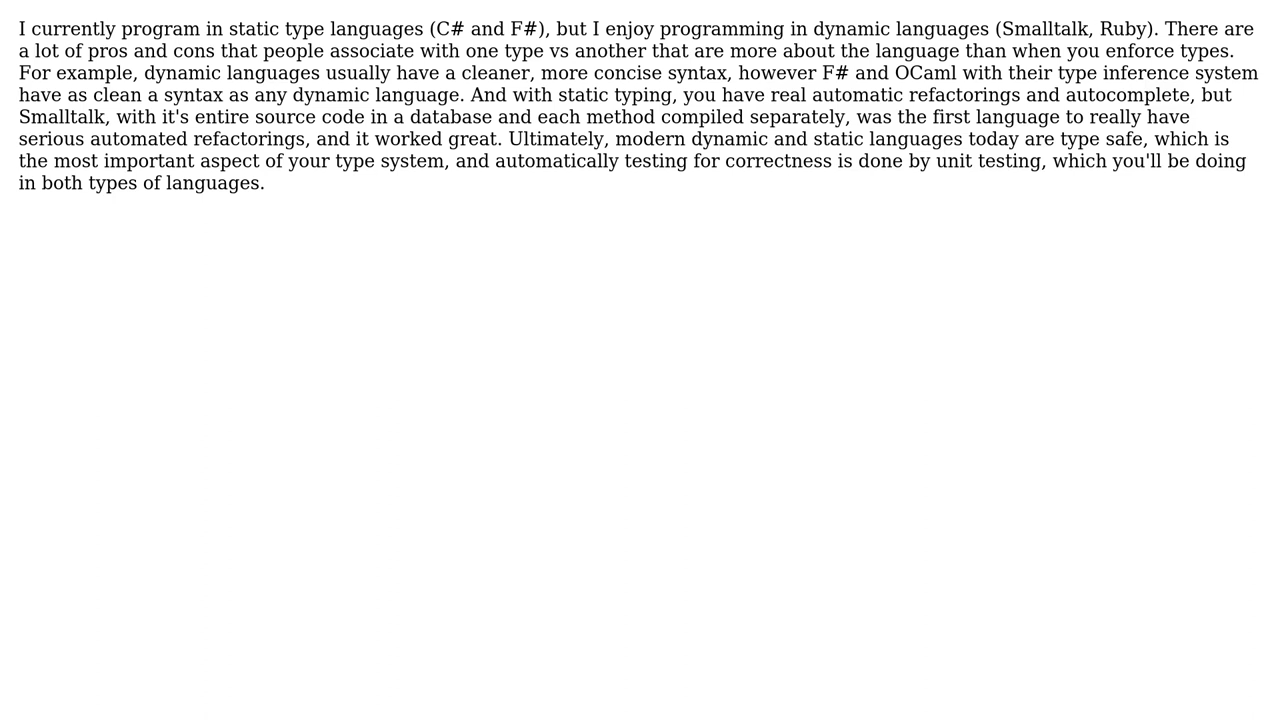 I currently program in static type languages (C# and F#), but I enjoy programming in dynamic languages (Smalltalk, Ruby). There are
a lot of pros and cons that people associate with one type vs another that are more about the language than when you enforce types.
For example, dynamic languages usually have a cleaner, more concise syntax, however F# and OCaml with their type inference system
have as clean a syntax as any dynamic language. And with static typing, you have real automatic refactorings and autocomplete, but
Smalltalk, with it's entire source code in a database and each method compiled separately, was the first language to really have
serious automated refactorings, and it worked great. Ultimately, modern dynamic and static languages today are type safe, which is
the most important aspect of your type system, and automatically testing for correctness is done by unit testing, which you'll be doing
in both types of languages.